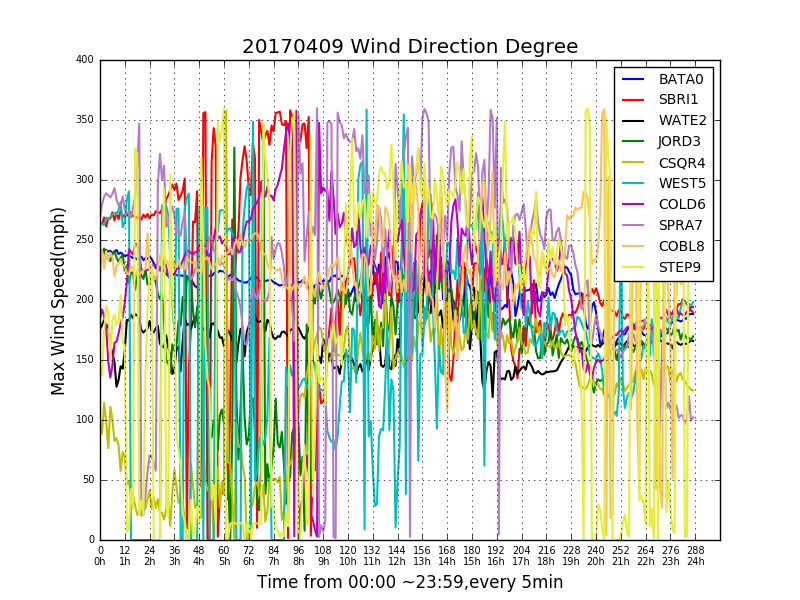 20170409 Wind Direction Degree
Max Wind Speed(mph)
400
350
300
250
200
150
100
50
0
BATA0
SBRI1
WATE2
JORD3
CSQR4
WEST5
COLD6
SPRA7
COBL8
STEP9
0 12 24 36 48 60 72 84 96 108 120 132 144 156 168 180 192 204 216 228 240 252 264 276 288
0h 1h 2h 3h 4h 5h 6h 7h 8h 9h 10h 11h 12h 13h 14h 15h 16h 17h 18h 19h 20h 21h 22h 23h 24h
Time from 00:00 ~23:59,every 5min